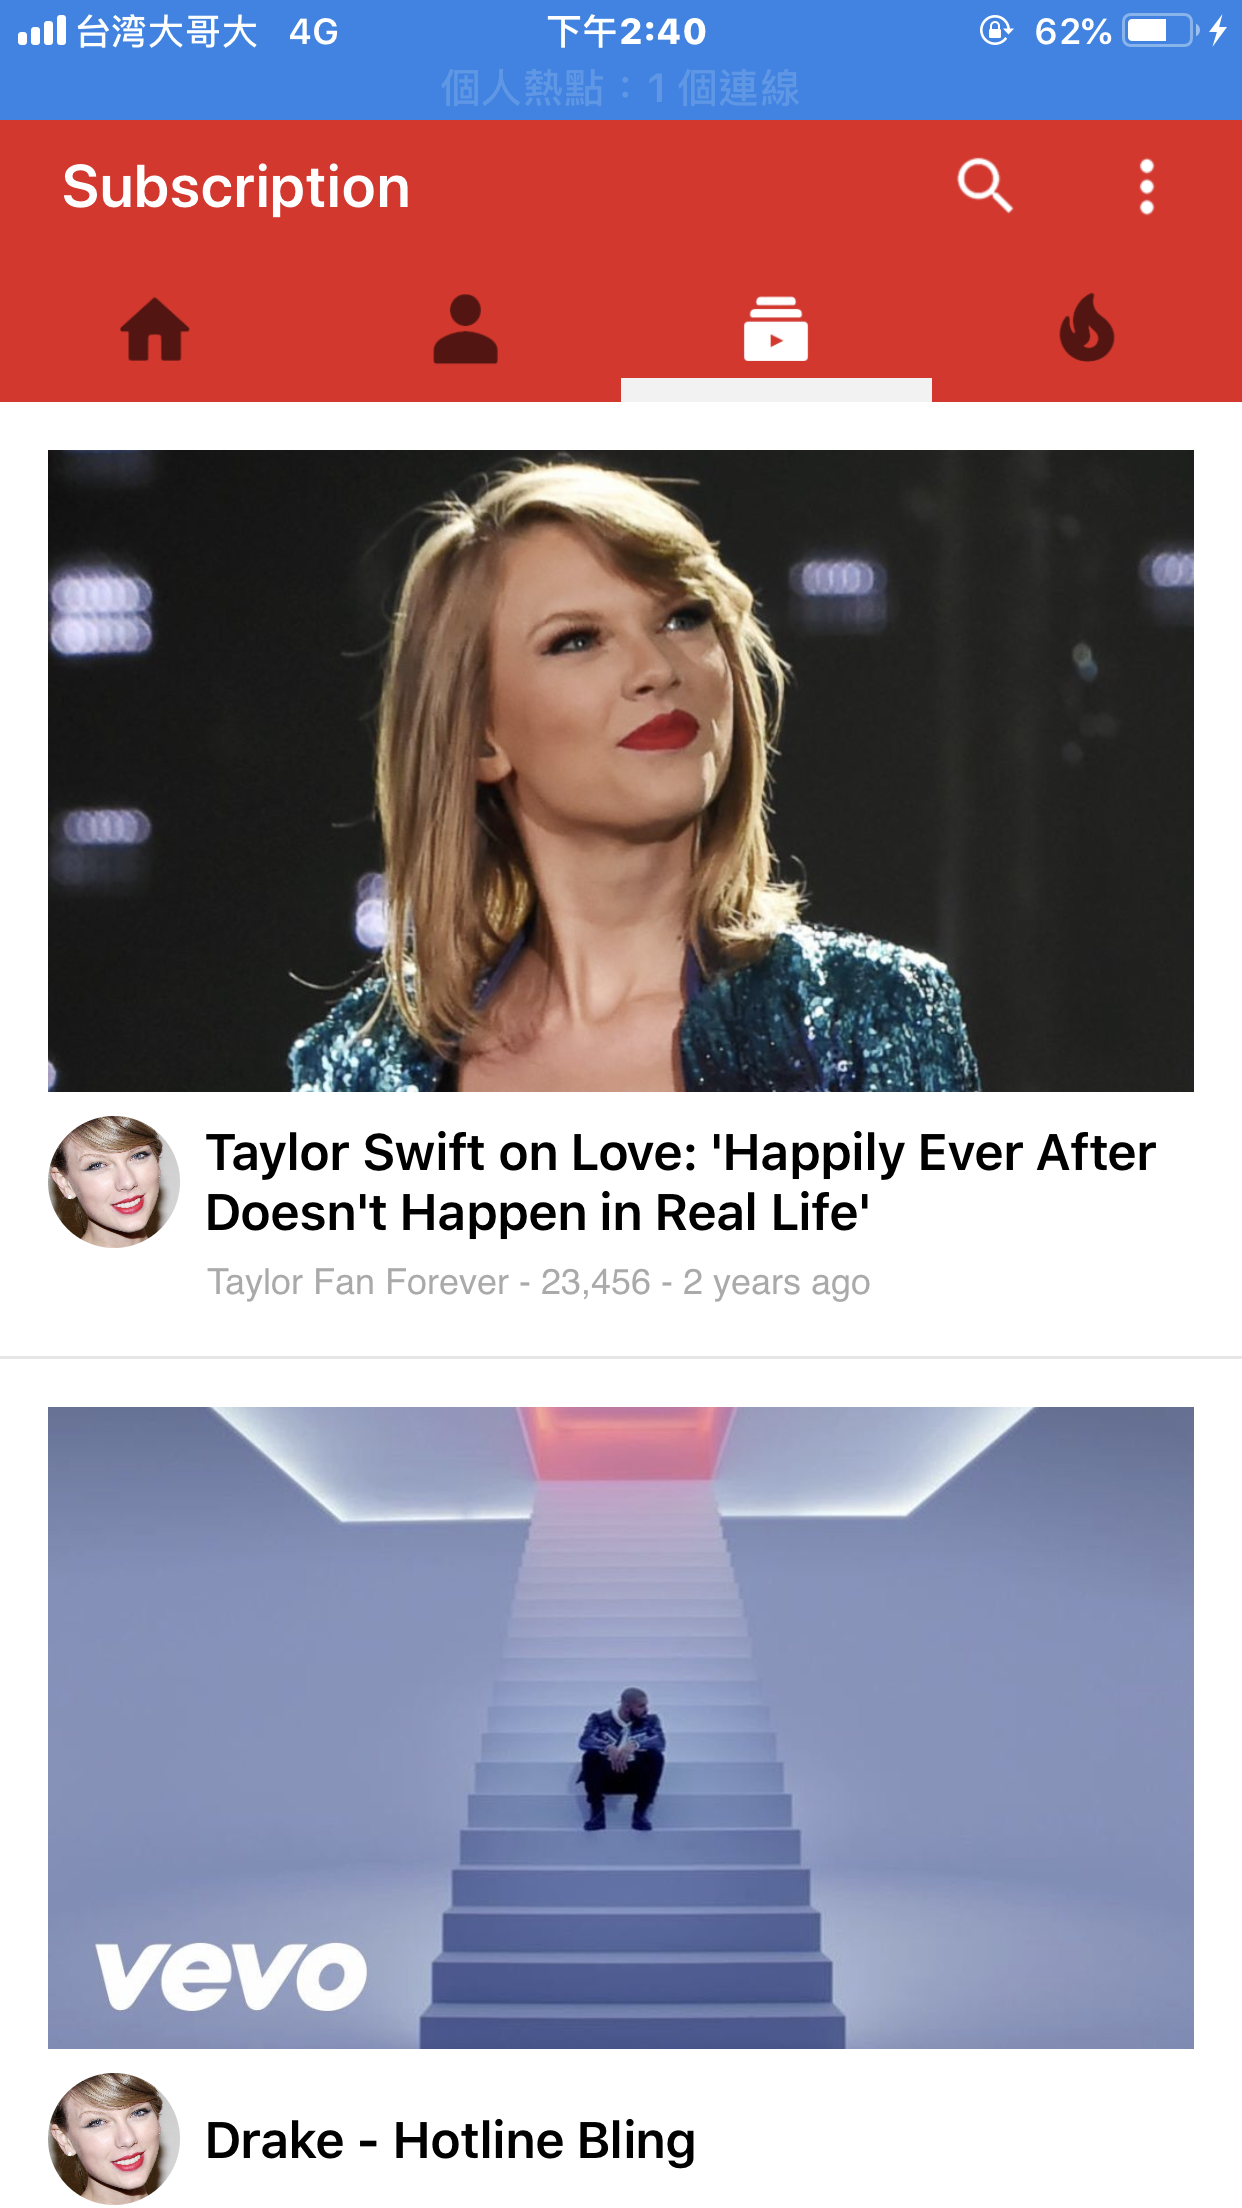 台湾大哥大 4G 下午2:40 62%
個人熱點：1 個連線
Subscription
Taylor Swift on Love: 'Happily Ever After
Doesn't Happen in Real Life'
Taylor Fan Forever - 23,456 - 2 years ago
vevo
Drake - Hotline Bling